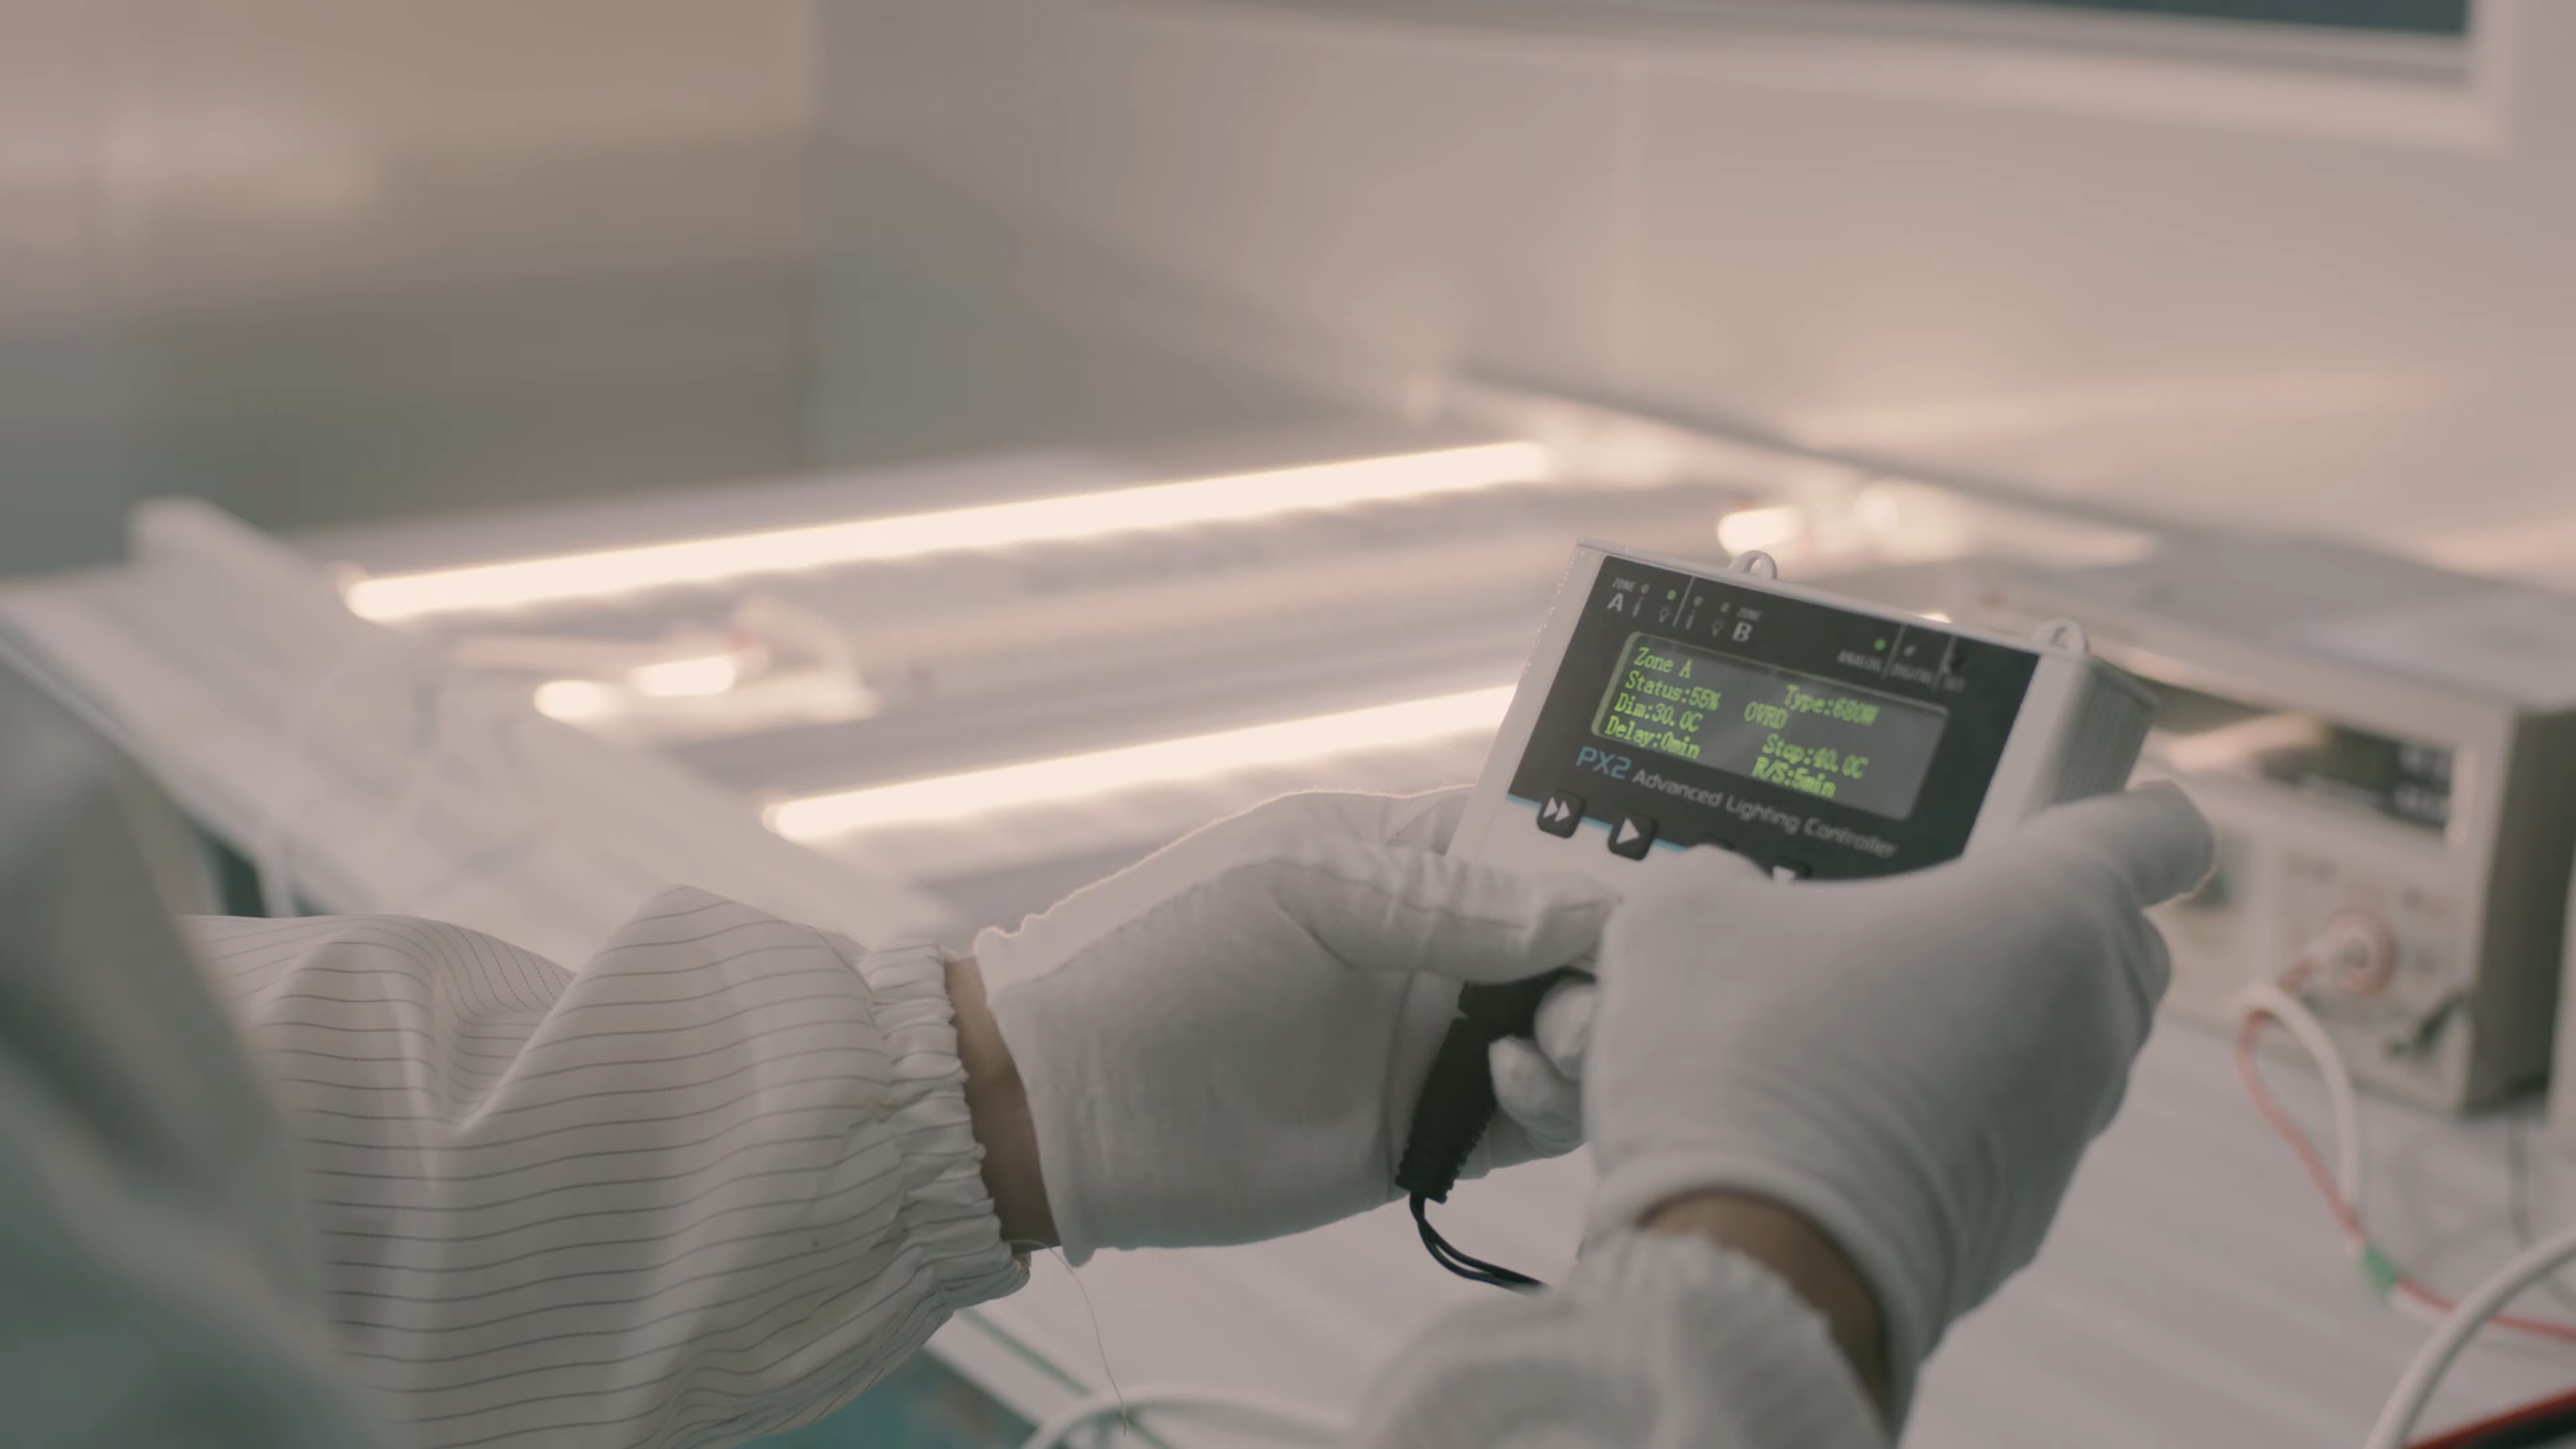 ZONE
A
ZONE
B
ANALOG
DIGITAL
Zone A
Type:680W
Status:55%
OVRD
Dim:30.0C
Stop:40.0C
Delay:0min
R/S:5min
PX2 Advanced Lighting Controller